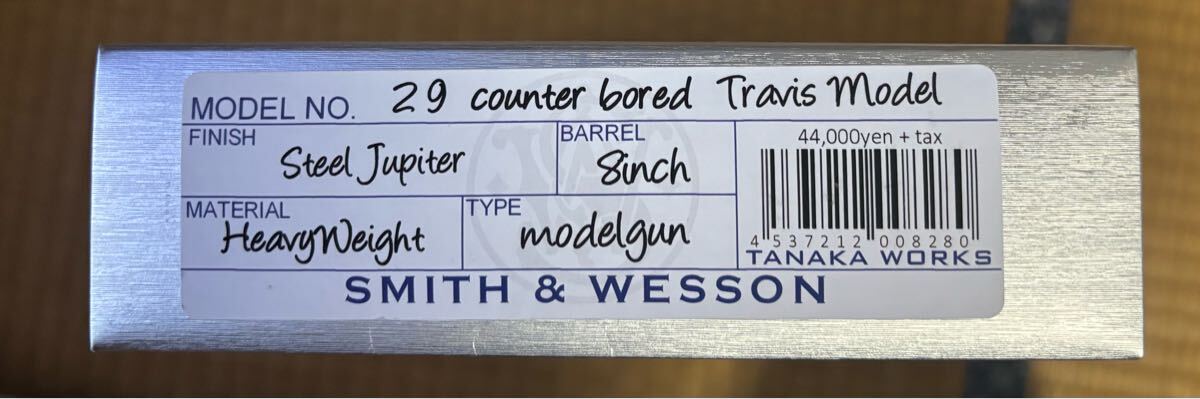 MODEL NO. 29 counter bored Travis Model
FINISH
Steel Jupiter
BARREL
8inch
44,000yen + tax
MATERIAL
HeavyWeight
TYPE
modelgun
4 537212 008280
TANAKA WORKS
SMITH & WESSON